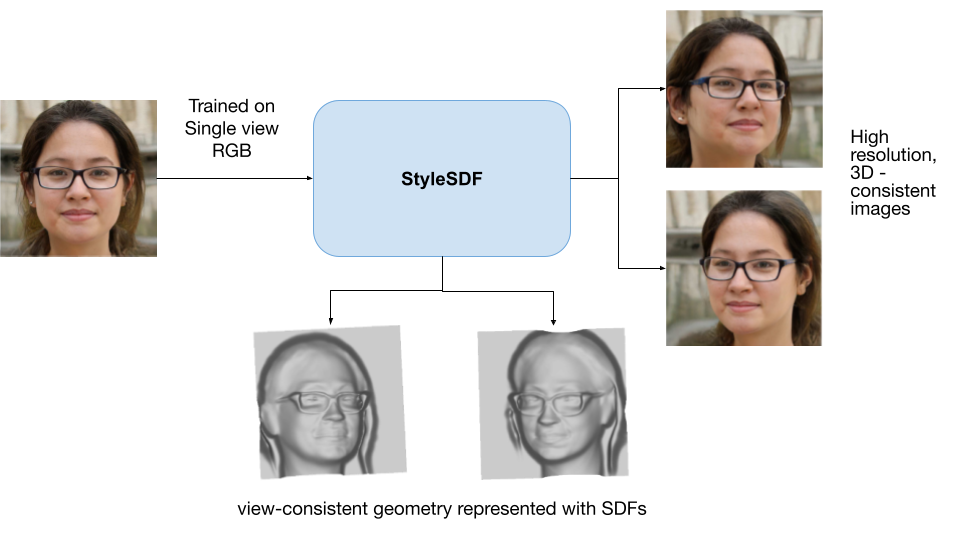 Trained on
Single view
RGB
StyleSDF
High
resolution,
3D -
consistent
images
view-consistent geometry represented with SDFs